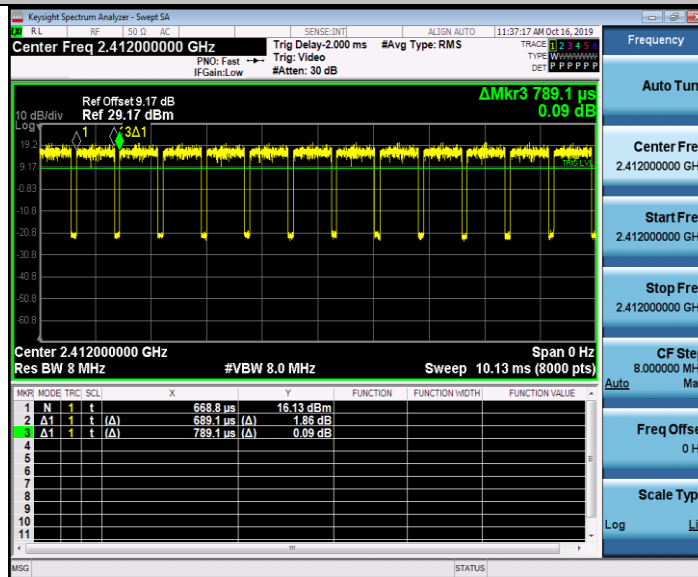 Keysight Spectrum Analyzer - Swept SA
RL RF 50 Ω AC SENSE:INT ALIGN AUTO 11:37:17 AM Oct 16, 2019
Center Freq 2.412000000 GHz
PNO: Fast
IFGain:Low
Trig Delay-2.000 ms
Trig: Video
#Atten: 30 dB
#Avg Type: RMS
TRACE 1 2 3 4 5 6
TYPE
DET P P P P P P
Ref Offset 9.17 dB
10 dB/div Ref 29.17 dBm
Log
ΔMkr3 789.1 µs
0.09 dB
1
3Δ1
19.2
9.17
-0.83
-10.8
-20.8
-30.8
-40.8
-50.8
-60.8
TRIG LVL
Center 2.412000000 GHz Span 0 Hz
Res BW 8 MHz #VBW 8.0 MHz Sweep 10.13 ms (8000 pts)
MKR MODE TRC SCL X Y FUNCTION FUNCTION WIDTH FUNCTION VALUE
1 N 1 t 668.8 µs 16.13 dBm
2 Δ1 1 t (Δ) 689.1 µs (Δ) 1.86 dB
3 Δ1 1 t (Δ) 789.1 µs (Δ) 0.09 dB
4
5
6
7
8
9
10
11
MSG STATUS
Frequency
Auto Tun
Center Fre
2.412000000 GH
Start Fre
2.412000000 GH
Stop Fre
2.412000000 GH
CF Ste
8.000000 MH
Auto Ma
Freq Offse
0 H
Scale Typ
Log Li